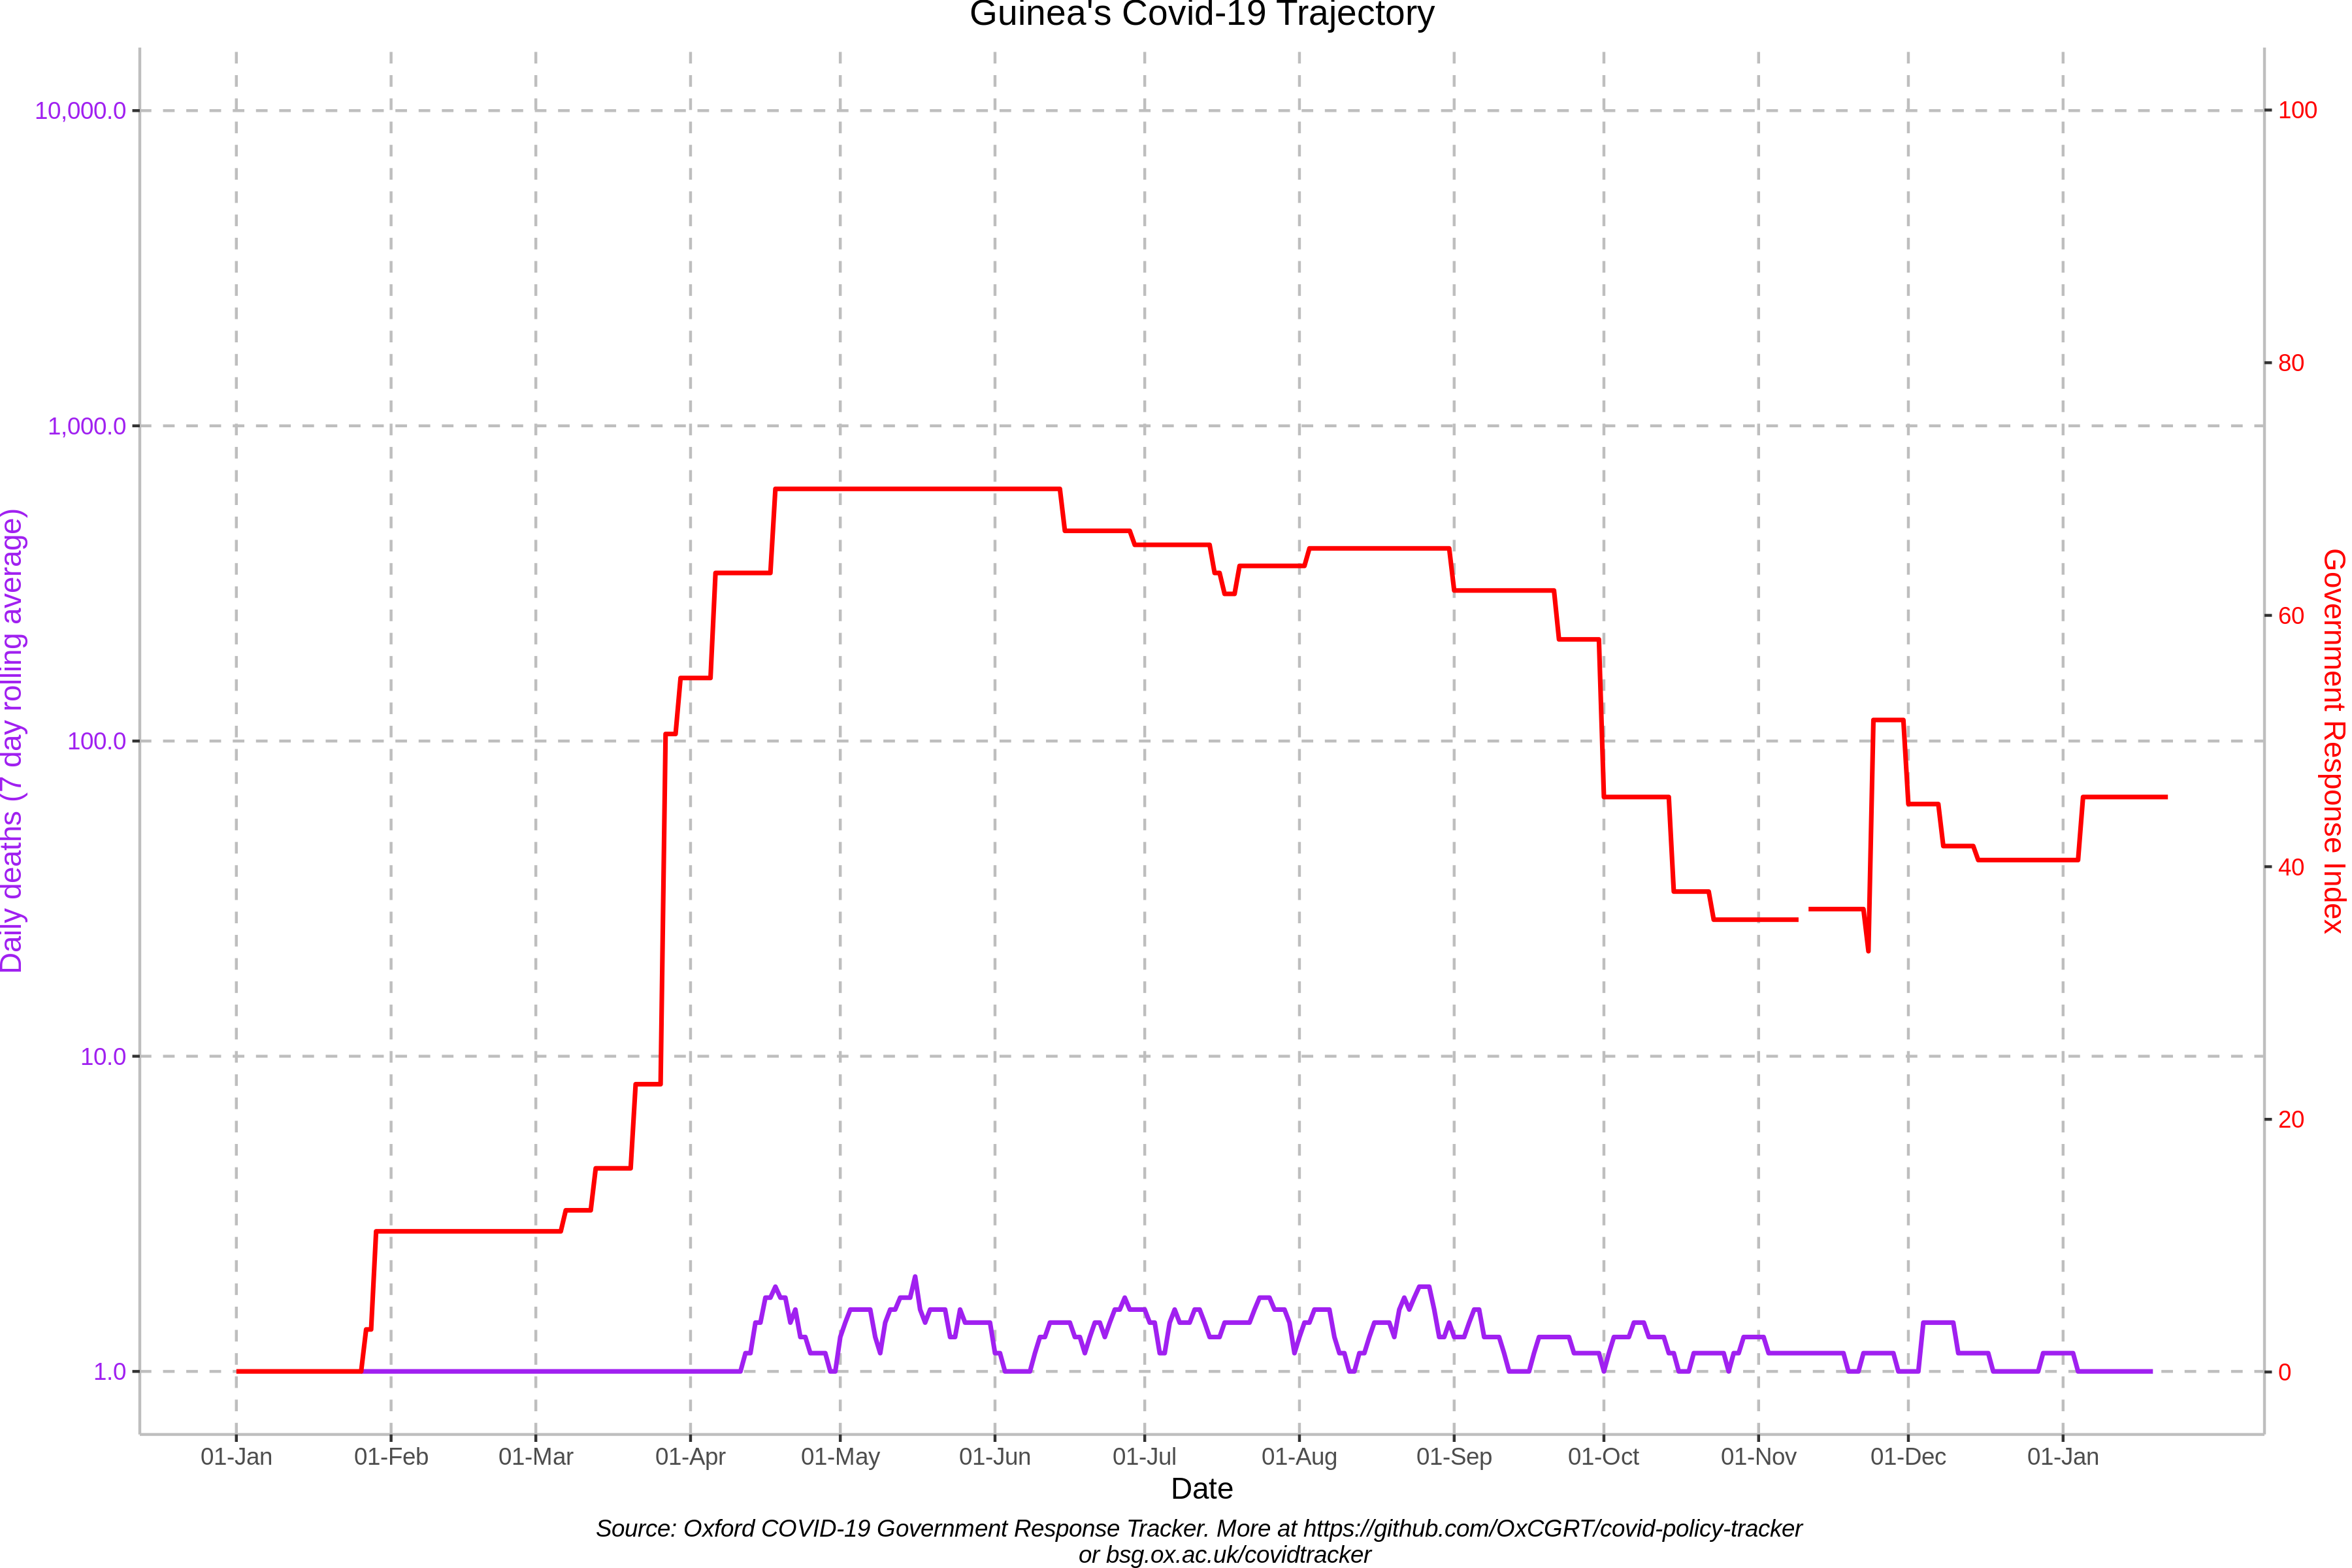 Guinea's Covid-19 Trajectory
10,000.0
1,000.0
100.0
10.0
1.0
Daily deaths (7 day rolling average)
100
80
60
40
20
0
Government Response Index
01-Jan
01-Feb
01-Mar
01-Apr
01-May
01-Jun
01-Jul
01-Aug
01-Sep
01-Oct
01-Nov
01-Dec
01-Jan
Date
Source: Oxford COVID-19 Government Response Tracker. More at https://github.com/OxCGRT/covid-policy-tracker
or bsg.ox.ac.uk/covidtracker